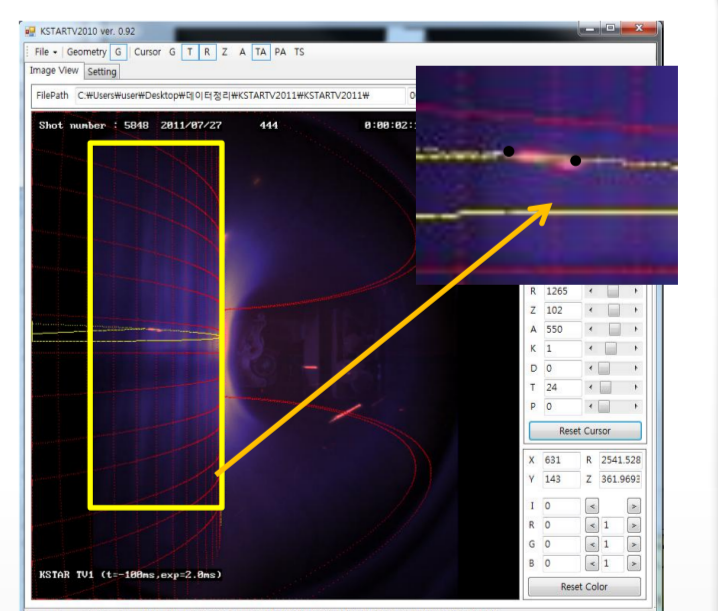 KSTARTV2010 ver. 0.92
File Geometry G Cursor G T R Z A TA PA TS
Image View Setting
FilePath C:₩Users₩user₩Desktop₩데이터정리₩KSTARTV2011₩KSTARTV2011₩ 0
Shot number : 5848 2011/07/27 444 0:00:02:
R 1265
Z 102
A 550
K 1
D 0
T 24
P 0
Reset Cursor
X 631 R 2541.528
Y 143 Z 361.969
I 0 < >
R 0 < 1 >
G 0 < 1 >
B 0 < 1 >
Reset Color
KSTAR TV1 (t=-100ms,exp=2.0ms)